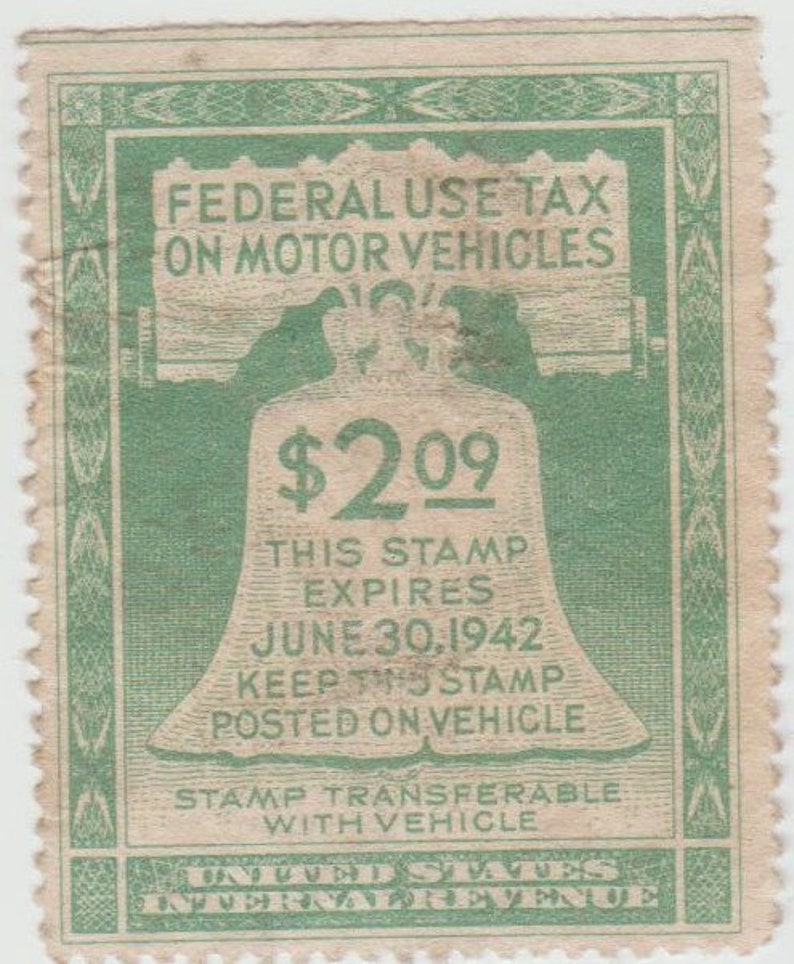 FEDERAL USE TAX
ON MOTOR VEHICLES
$2.09
THIS STAMP
EXPIRES
JUNE 30, 1942
KEEP THIS STAMP
POSTED ON VEHICLE
STAMP TRANSFERABLE
WITH VEHICLE
UNITED STATES
INTERNAL REVENUE